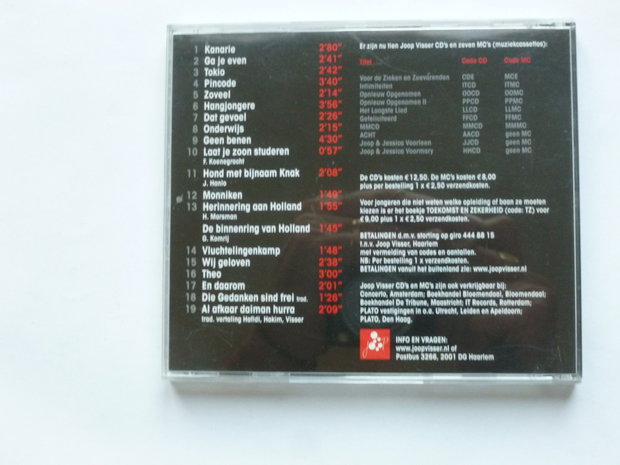 1 Kanarie 2'80"
2 Ga je even 2'41"
3 Tokio 2'42"
4 Pincode 3'40"
5 Zoveel 2'14"
6 Hangjongere 3'56"
7 Dat gevoel 2'26"
8 Onderwijs 2'15"
9 Geen benen 4'30"
10 Laat je zoon studeren 0'57"
F. Koenegracht
11 Hond met bijnaam Knak 2'08"
J. Hanlo
12 Monniken 1'49"
13 Herinnering aan Holland 1'55"
H. Marsman
De binnenring van Holland 1'45"
G. Komrij
14 Vluchtelingenkamp 1'48"
15 Wij geloven 2'38"
16 Theo 3'00"
17 En daarom 2'01"
18 Die Gedanken sind frei trad. 1'26"
19 Al afkaar daiman hurra 2'09"
trad. vertaling Hafidi, Hakim, Visser
Er zijn nu tien Joop Visser CD's en zeven MC's (muziekcassettes):
Titel Code CD Code MC
Voor de Zieken en Zeevarenden CDE MCE
Intimiteiten ITCD ITMC
Opnieuw Opgenomen OOCD OOMC
Opnieuw Opgenomen II PPCD PPMC
Het Laagste Lied LLCD LLMC
Gefeliciteerd FFCD FFMC
MMCD MMCD MMMC
ACHT AACD geen MC
Joop & Jessica Voorleen JJCD geen MC
Joop & Jessica Voormary HHCD geen MC
De CD's kosten € 12,50. De MC's kosten € 8,00
plus per bestelling 1 x € 2,50 verzendkosten.
Voor jongeren die niet weten welke opleiding of baan ze moeten
kiezen is er het boekje TOEKOMST EN ZEKERHEID (code: TZ) voor
€ 9,00 plus 1 x € 2,50 verzendkosten.
BETALINGEN d.m.v. storting op giro 444 88 15
t.n.v. Joop Visser, Haarlem
met vermelding van codes en aantallen.
NB: Per bestelling 1 x verzendkosten.
BETALINGEN vanuit het buitenland zie: www.joopvisser.nl
Joop Visser CD's en MC's zijn ook verkrijgbaar bij:
Concerto, Amsterdam; Boekhandel Bloemendaal, Bloemendaal;
Boekhandel De Tribune, Maastricht; IT Records, Rotterdam;
PLATO vestigingen in o.a. Utrecht, Leiden en Apeldoorn;
PLATO, Den Haag.
INFO EN VRAGEN:
www.joopvisser.nl of
Postbus 3266, 2001 DG Haarlem